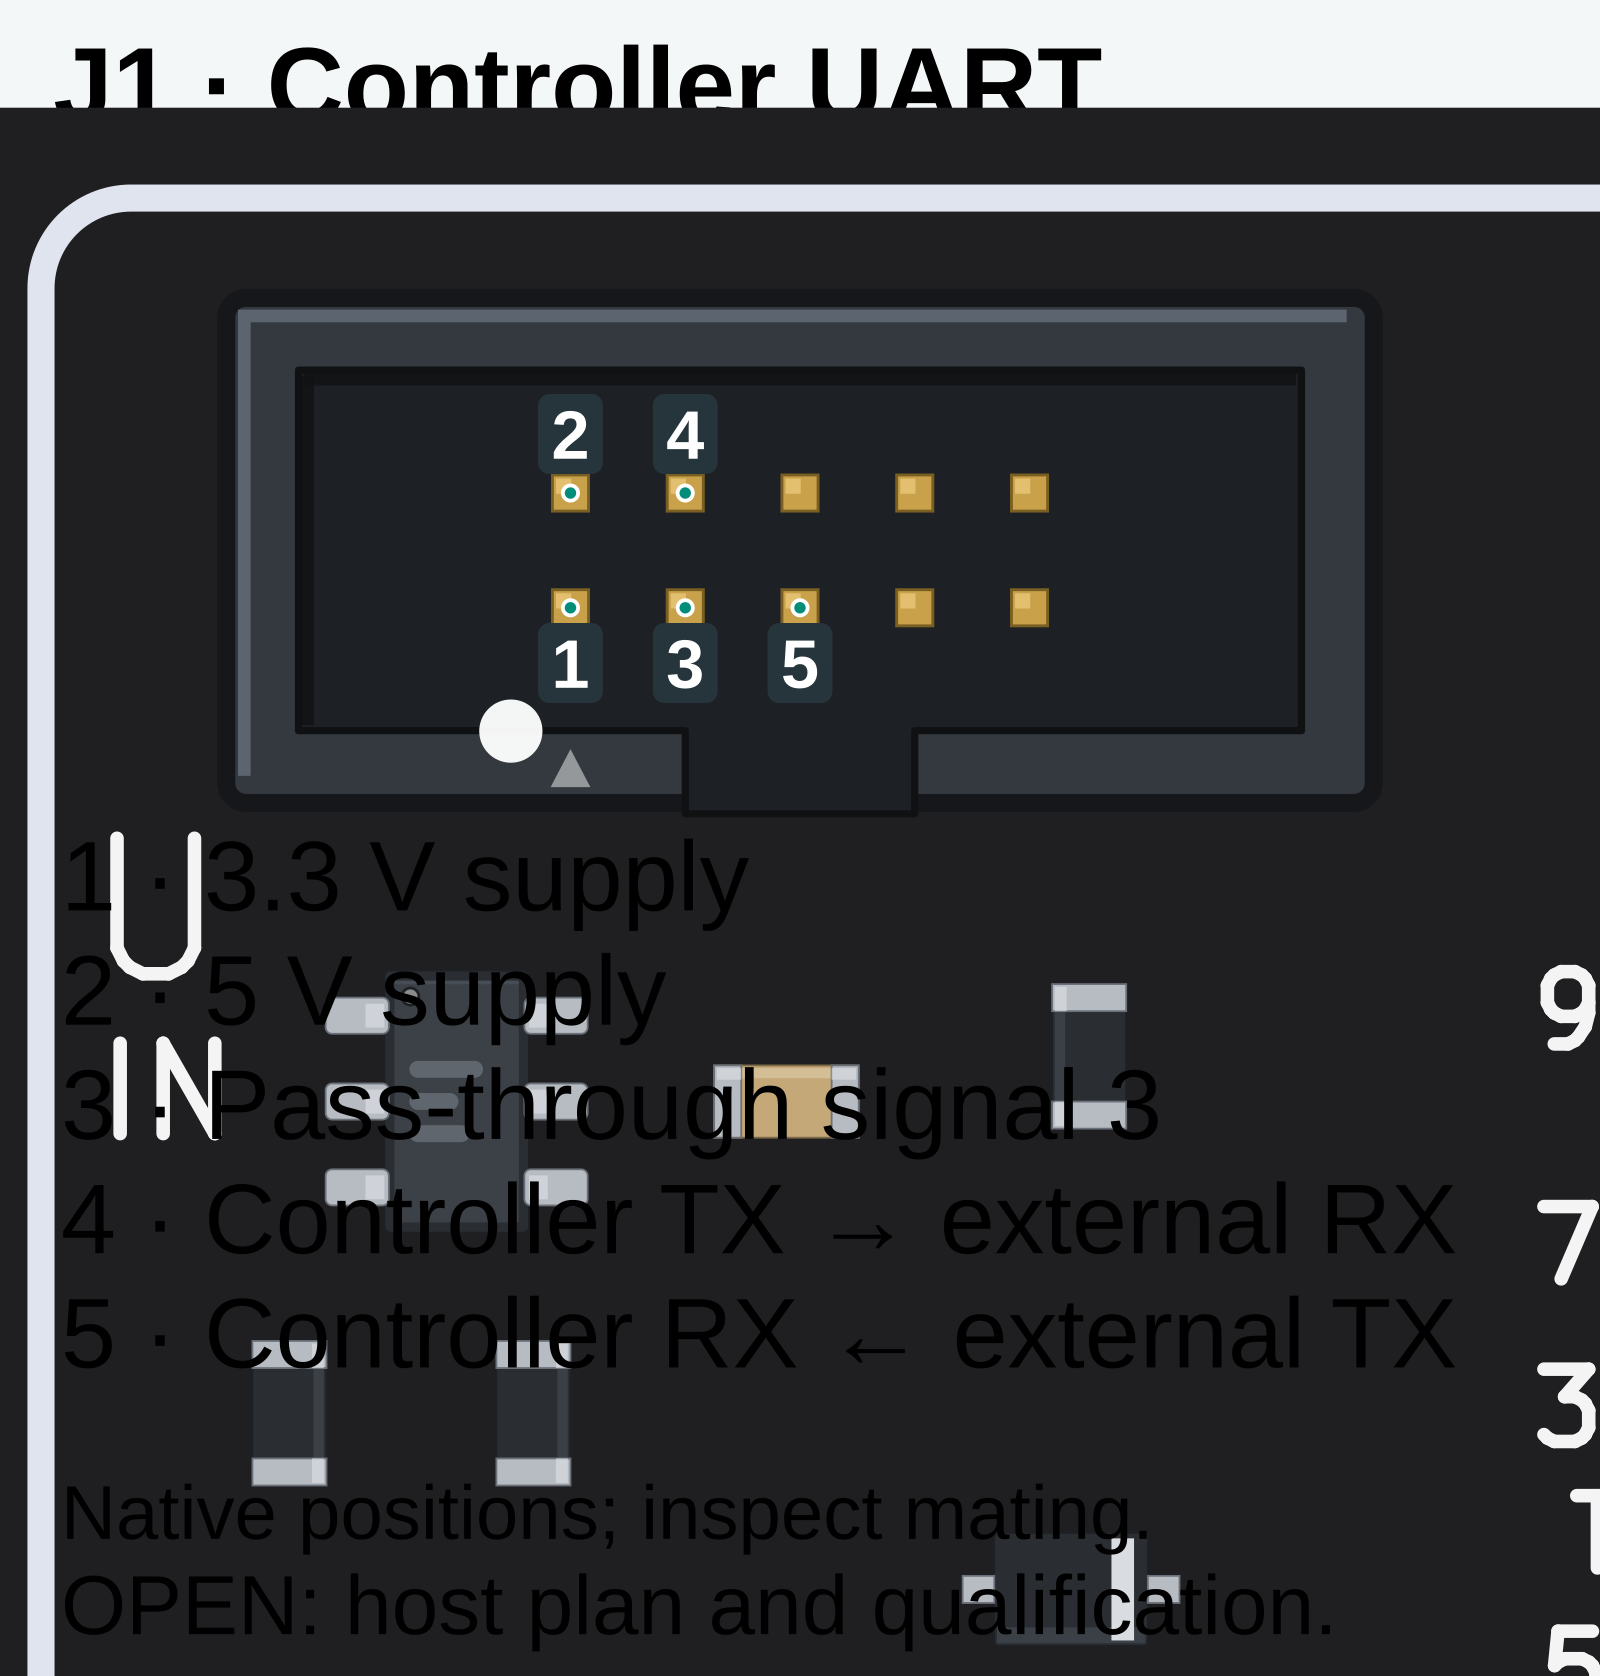 J1 · Controller UART
2 4
1 3 5
1 · 3.3 V supply
U
2 · 5 V supply
9
IN
3 · Pass-through signal 3
4 · Controller TX → external RX
7
5 · Controller RX ← external TX
3
Native positions; inspect mating.
OPEN: host plan and qualification.
5